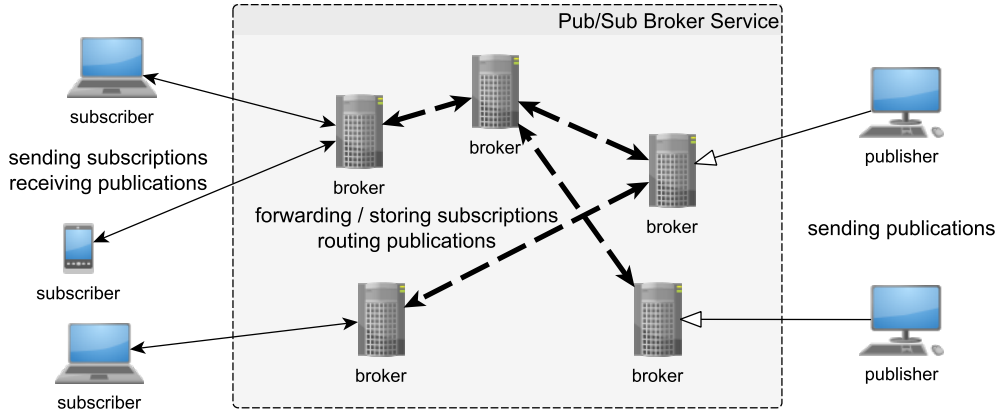 Pub/Sub Broker Service
subscriber
sending subscriptions
receiving publications
subscriber
subscriber
broker
broker
broker
forwarding / storing subscriptions
routing publications
broker
broker
publisher
sending publications
publisher